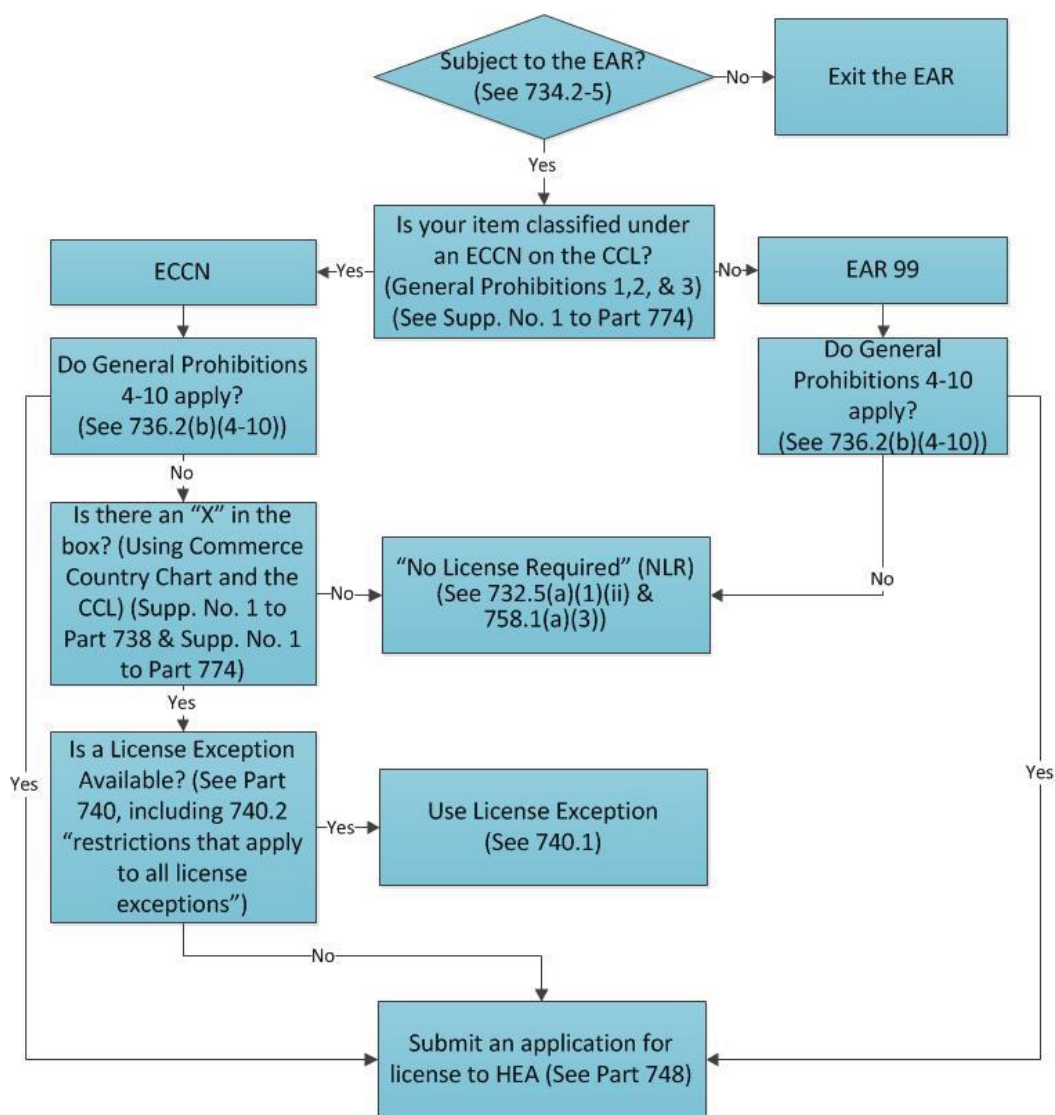 Subject to the EAR?
(See 734.2-5)
No
Exit the EAR
Yes
Is your item classified under
an ECCN on the CCL?
(General Prohibitions 1,2, & 3)
(See Supp. No. 1 to Part 774)
Yes
ECCN
No
EAR 99
Do General Prohibitions
4-10 apply?
(See 736.2(b)(4-10))
Do General
Prohibitions 4-10
apply?
(See 736.2(b)(4-10))
No
Is there an “X” in the
box? (Using Commerce
Country Chart and the
CCL) (Supp. No. 1 to
Part 738 & Supp. No. 1
to Part 774)
No
“No License Required” (NLR)
(See 732.5(a)(1)(ii) &
758.1(a)(3))
No
Yes
Is a License Exception
Available? (See Part
740, including 740.2
“restrictions that apply
to all license
exceptions”)
Yes
Yes
Use License Exception
(See 740.1)
Yes
No
Submit an application for
license to HEA (See Part 748)